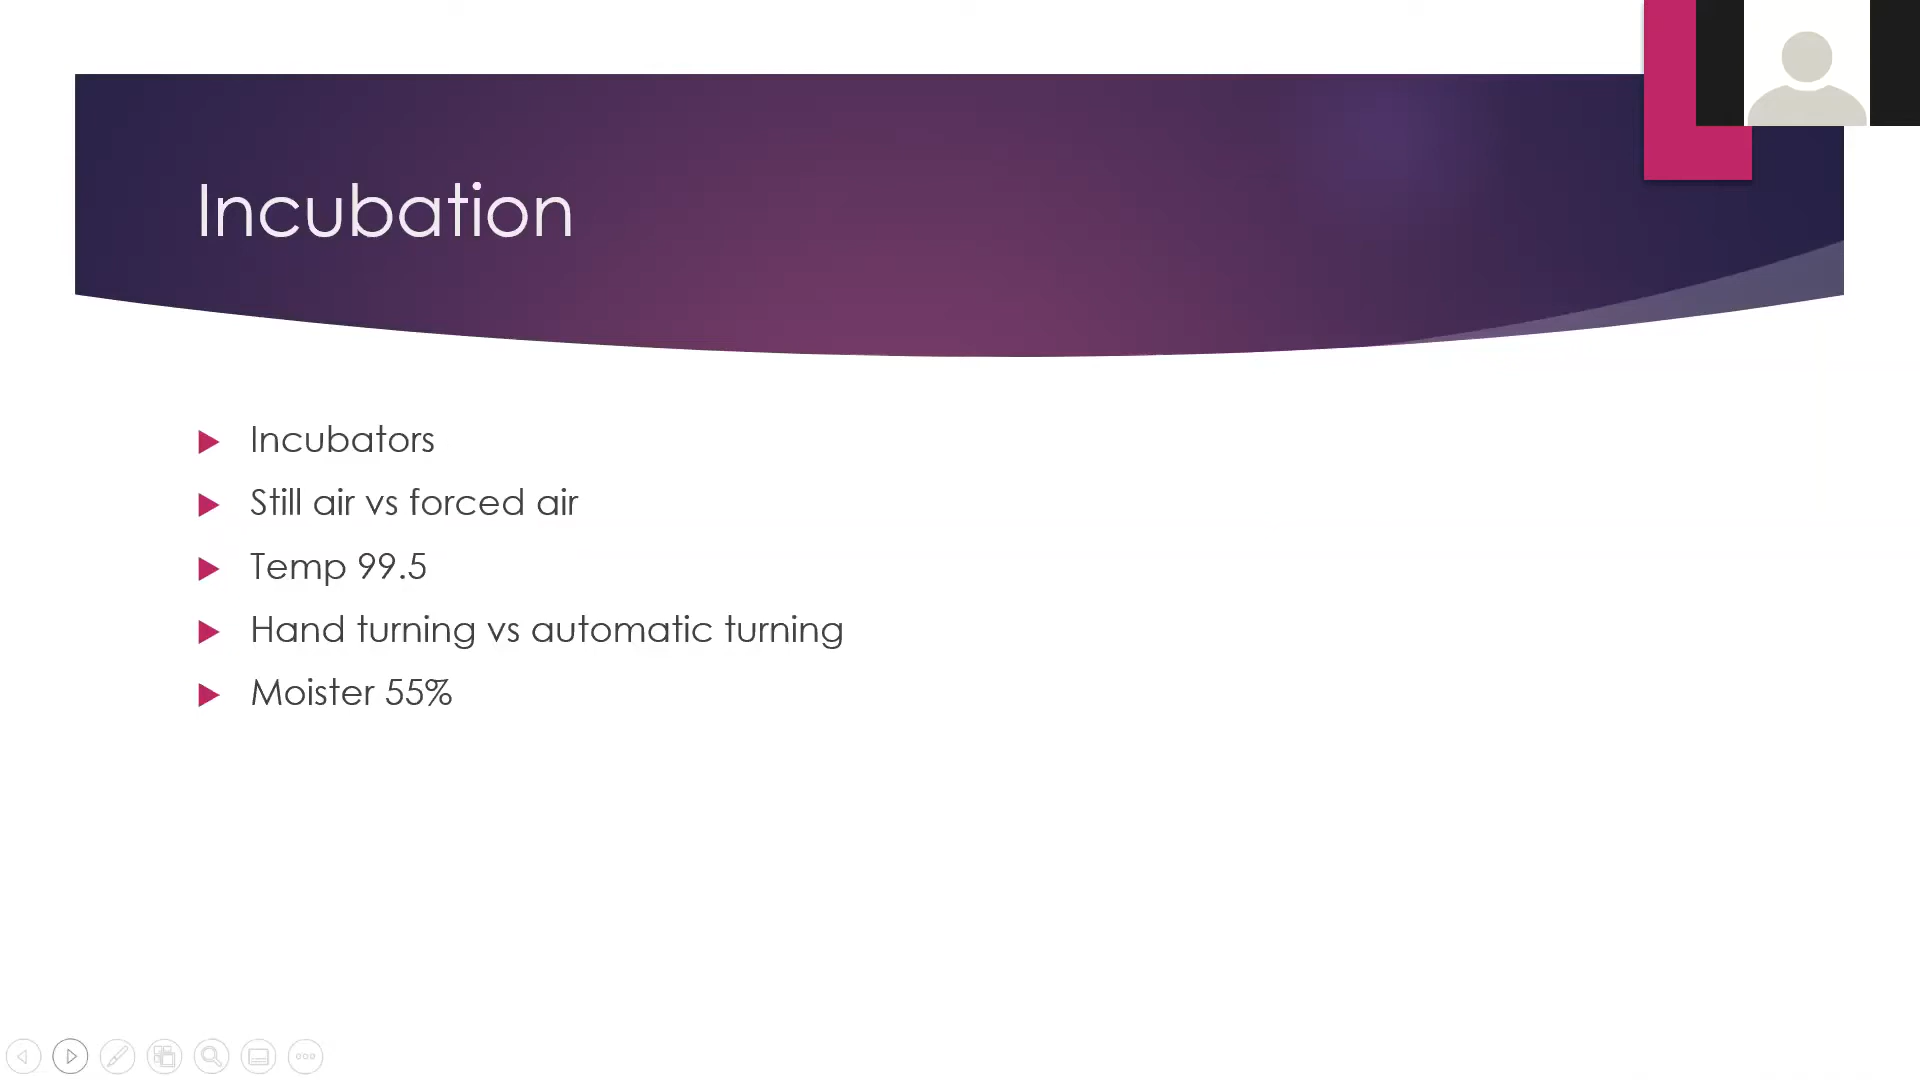 Incubation
Incubators
Still air vs forced air
Temp 99.5
Hand turning vs automatic turning
Moister 55%